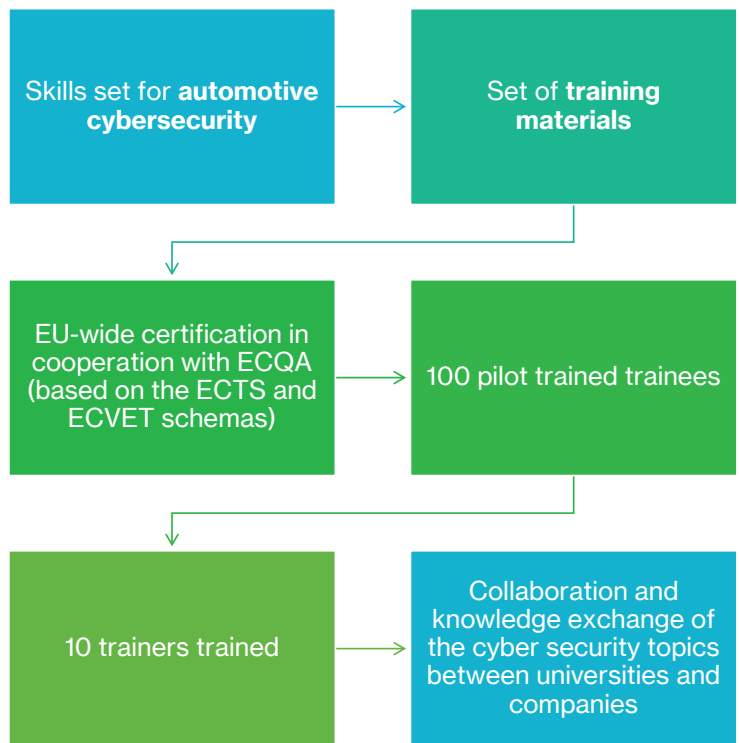 Skills set for automotive
cybersecurity
Set of training
materials
EU-wide certification in
cooperation with ECQA
(based on the ECTS and
ECVET schemas)
100 pilot trained trainees
10 trainers trained
Collaboration and
knowledge exchange of
the cyber security topics
between universities and
companies